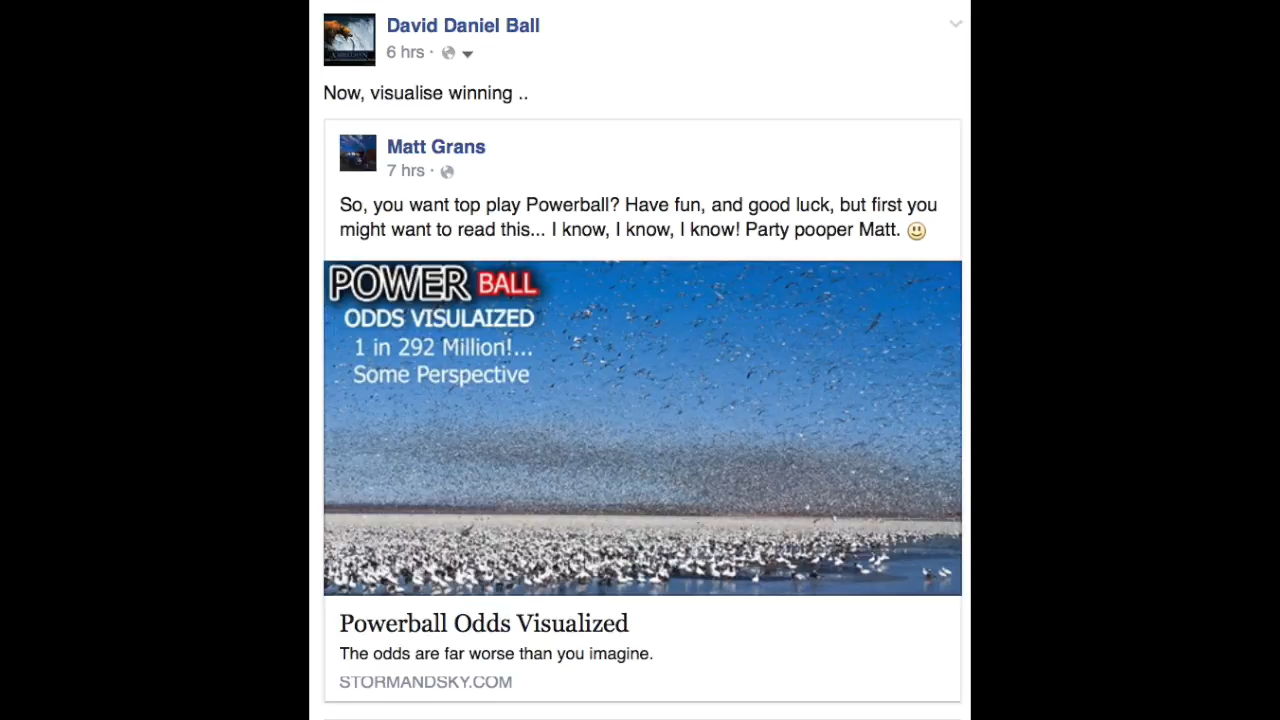 David Daniel Ball
6 hrs ·
Now, visualise winning ..
Matt Grans
7 hrs ·
So, you want top play Powerball? Have fun, and good luck, but first you
might want to read this... I know, I know, I know! Party pooper Matt.
POWER BALL
ODDS VISULAIZED
1 in 292 Million!...
Some Perspective
Powerball Odds Visualized
The odds are far worse than you imagine.
STORMANDSKY.COM